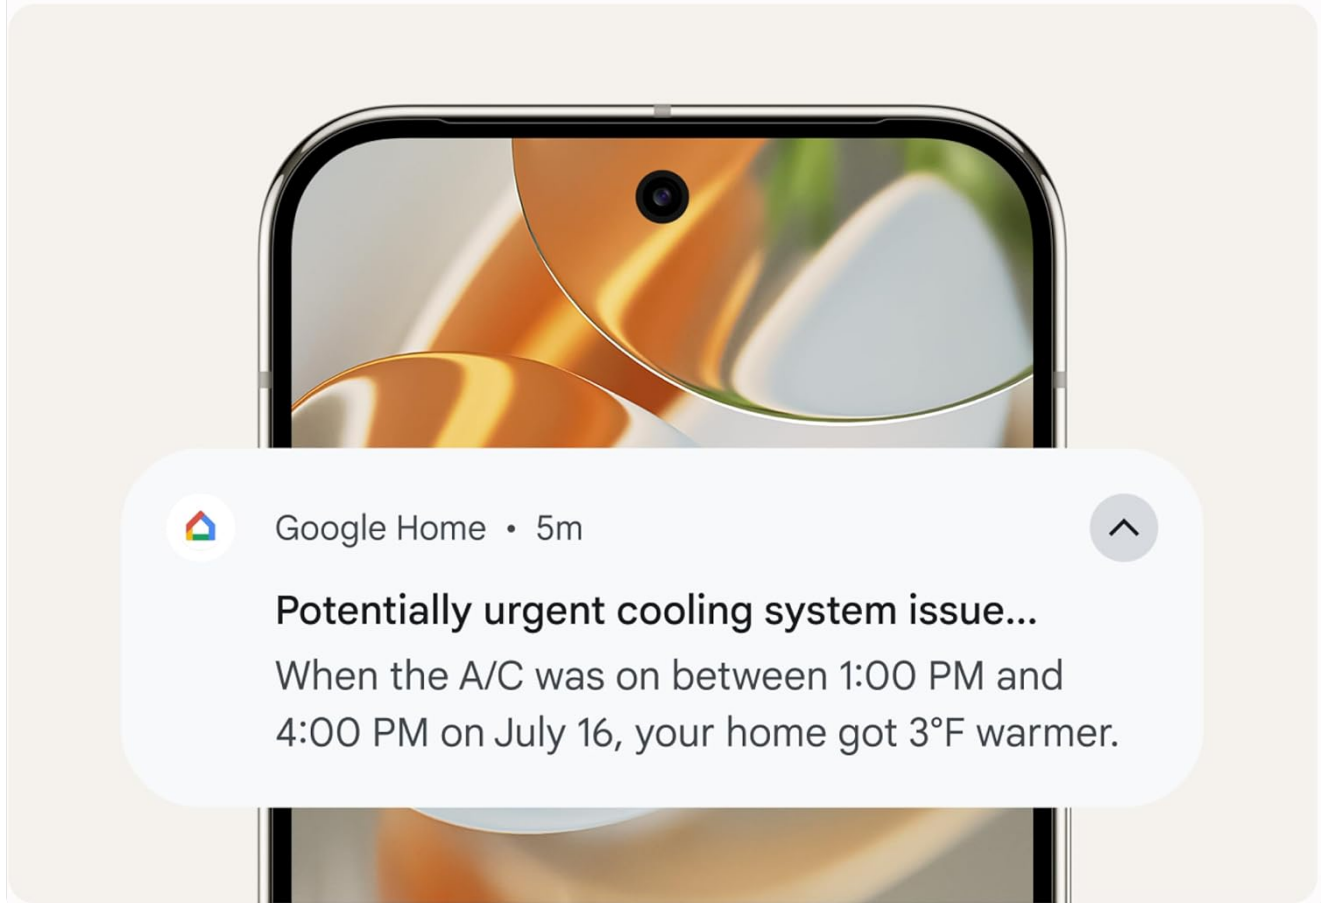 Google Home • 5m
Potentially urgent cooling system issue...
When the A/C was on between 1:00 PM and
4:00 PM on July 16, your home got 3°F warmer.